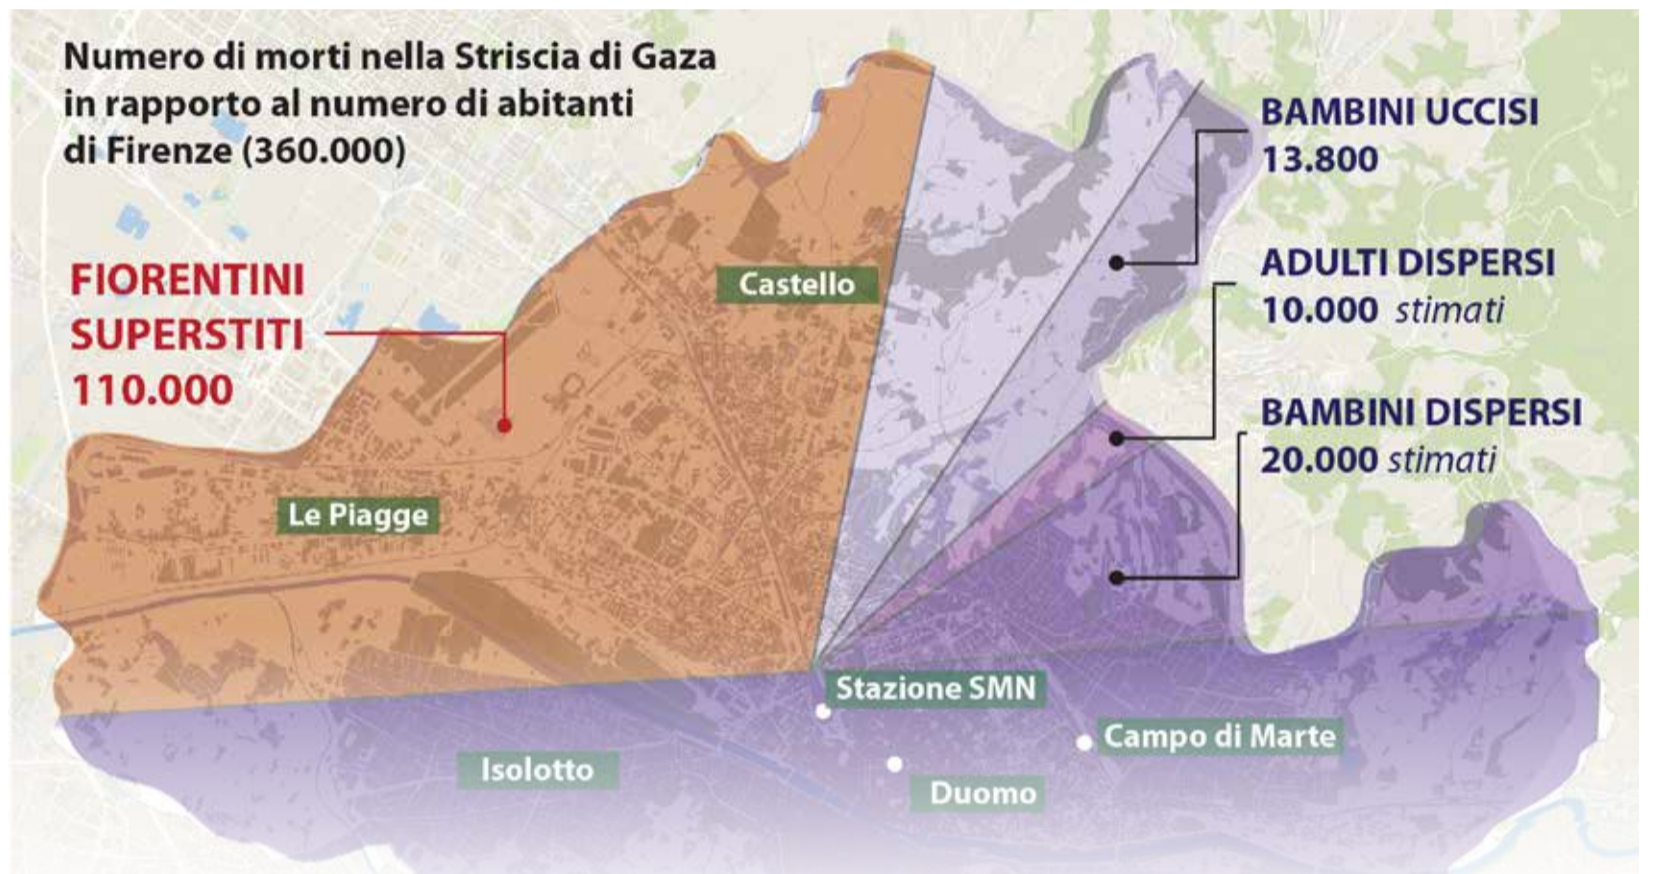 Numero di morti nella Striscia di Gaza
in rapporto al numero di abitanti
di Firenze (360.000)
BAMBINI UCCISI
13.800
FIORENTINI
SUPERSTITI
110.000
Castello
ADULTI DISPERSI
10.000 stimati
BAMBINI DISPERSI
20.000 stimati
Le Piagge
Stazione SMN
Campo di Marte
Isolotto
Duomo